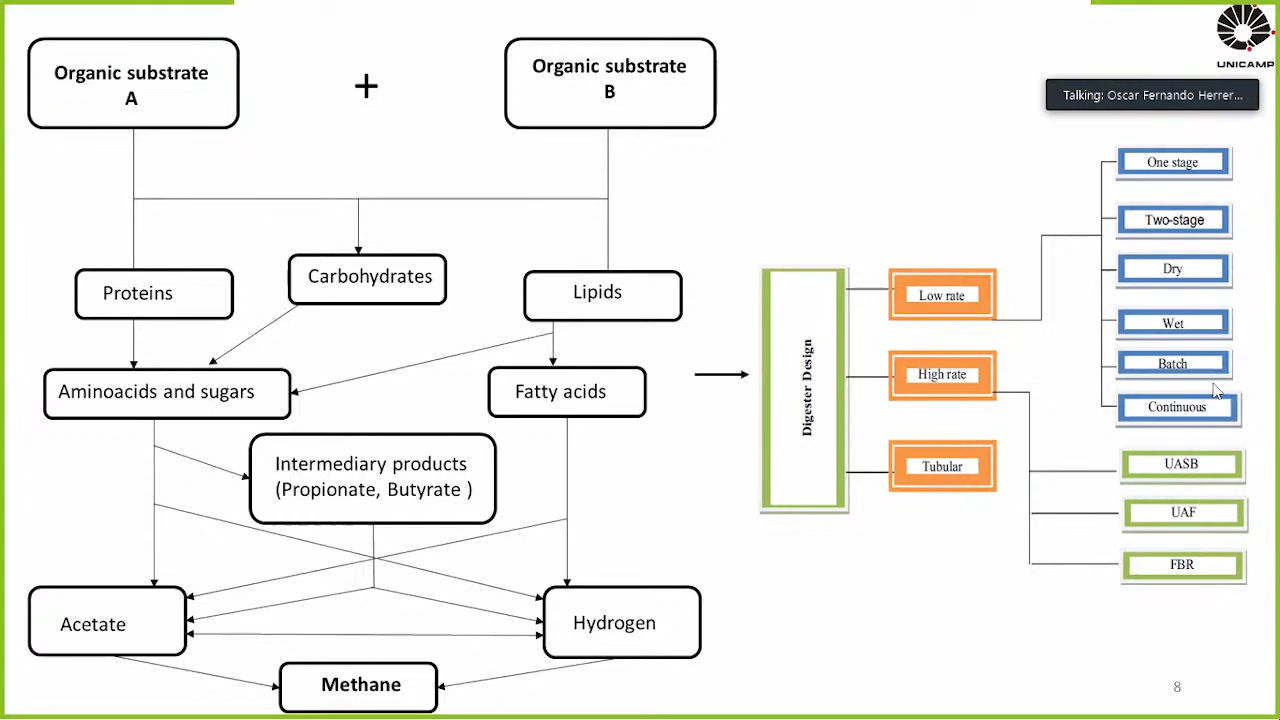 UNICAMP
Talking: Oscar Fernando Herrer...
Organic substrate
A
+
Organic substrate
B
Proteins
Carbohydrates
Lipids
Aminoacids and sugars
Fatty acids
Intermediary products
(Propionate, Butyrate )
Acetate
Hydrogen
Methane
Digester Design
Low rate
High rate
Tubular
One stage
Two-stage
Dry
Wet
Batch
Continuous
UASB
UAF
FBR
8